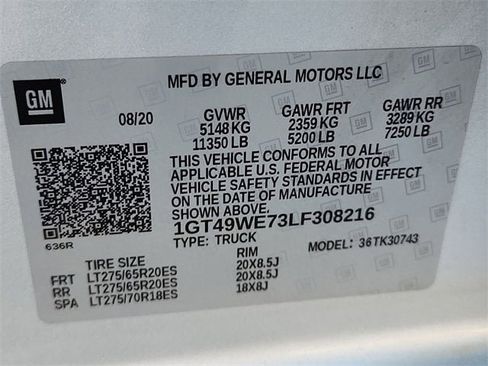 MFD BY GENERAL MOTORS LLC
GM
08/20 GVWR GAWR FRT GAWR RR
5148 KG 2359 KG 3289 KG
11350 LB 5200 LB 7250 LB
THIS VEHICLE CONFORMS TO ALL
APPLICABLE U.S. FEDERAL MOTOR
VEHICLE SAFETY STANDARDS IN EFFECT
ON THE DATE OF MANUFACTURE SHOWN ABOVE.
1GT49WE73LF308216
636R
TYPE: TRUCK MODEL: 36TK30743
TIRE SIZE RIM
FRT LT275/65R20ES 20X8.5J
RR LT275/65R20ES 20X8.5J
SPA LT275/70R18ES 18X8J